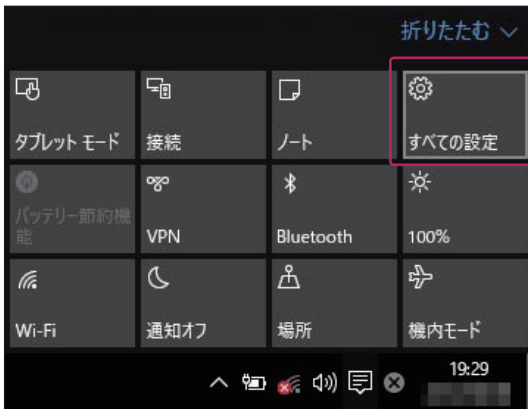 折りたたむ
タブレット モード
接続
ノート
すべての設定
バッテリー節約機
能
VPN
Bluetooth
100%
Wi-Fi
通知オフ
場所
機内モード
19:29